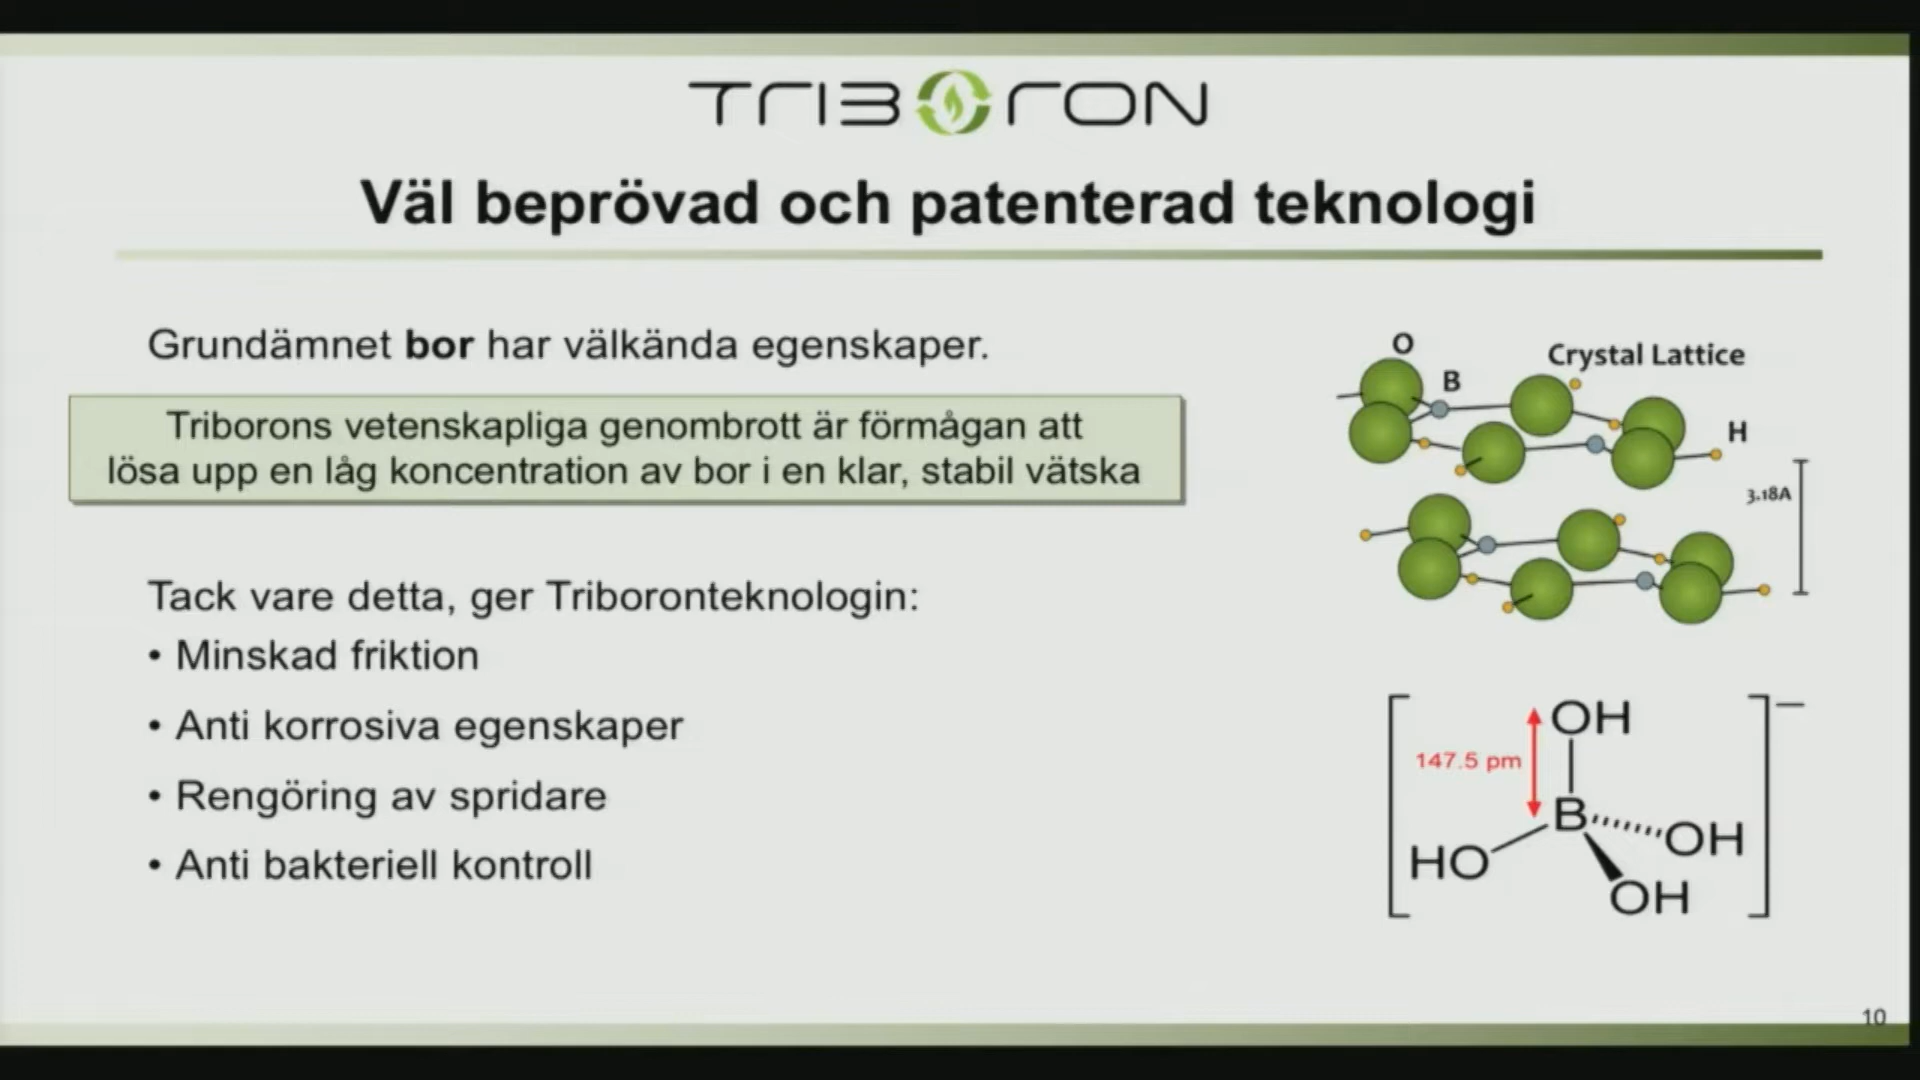 TRIBORON
Väl beprövad och patenterad teknologi
Grundämnet bor har välkända egenskaper.
Triborons vetenskapliga genombrott är förmågan att
lösa upp en låg koncentration av bor i en klar, stabil vätska
Tack vare detta, ger Triboronteknologin:
• Minskad friktion
• Anti korrosiva egenskaper
• Rengöring av spridare
• Anti bakteriell kontroll
O
Crystal Lattice
B
H
3.18A
OH
147.5 pm
B
OH
HO
OH
10